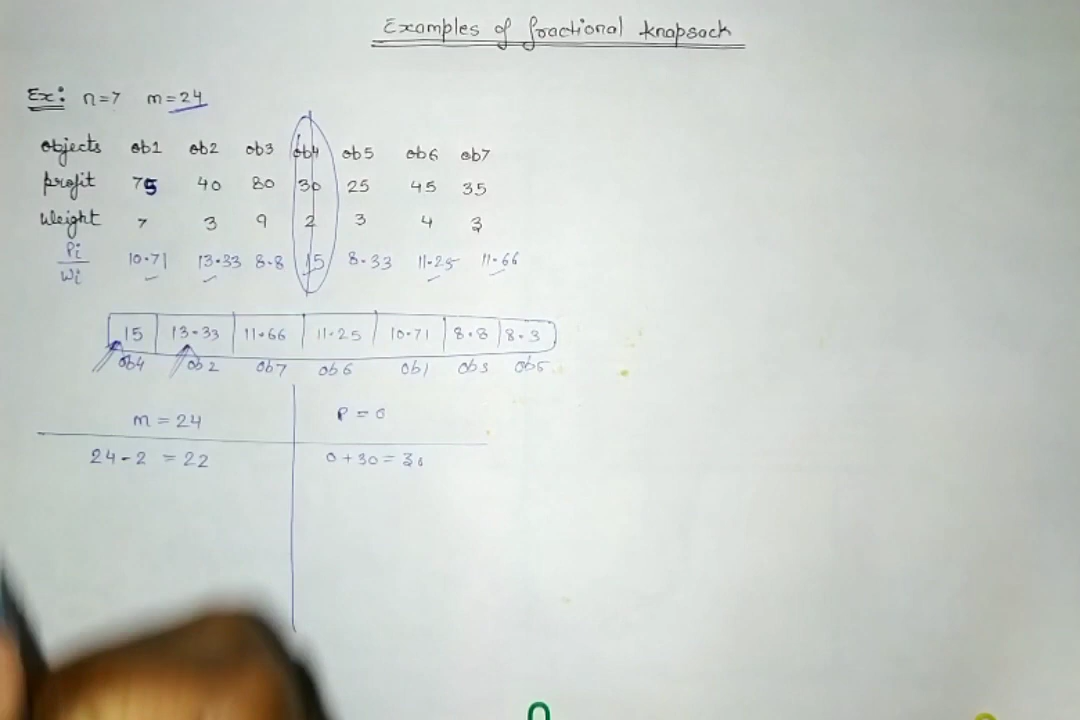 Examples of fractional knapsack
Ex: n=7 m=24
objects ob1 ob2 ob3 ob4 ob5 ob6 ob7
profit 75 40 80 30 25 45 35
Weight 7 3 9 2 3 4 3
Pi/Wi 10.71 13.33 8.8 15 8.33 11.25 11.66
15 13.33 11.66 11.25 10.71 8.8 8.3
ob4 ob2 ob7 ob6 ob1 ob3 ob5
m = 24 P = 0
24-2 = 22 0+30 = 30